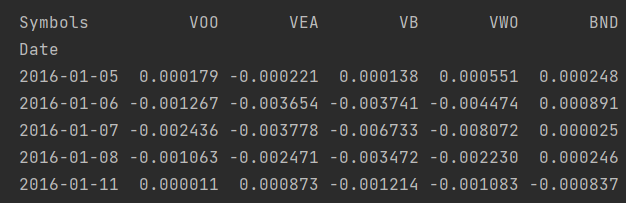 Symbols VOO VEA VB VWO BND
Date
2016-01-05 0.000179 -0.000221 0.000138 0.000551 0.000248
2016-01-06 -0.001267 -0.003654 -0.003741 -0.004474 0.000891
2016-01-07 -0.002436 -0.003778 -0.006733 -0.008072 0.000025
2016-01-08 -0.001063 -0.002471 -0.003472 -0.002230 0.000246
2016-01-11 0.000011 0.000873 -0.001214 -0.001083 -0.000837